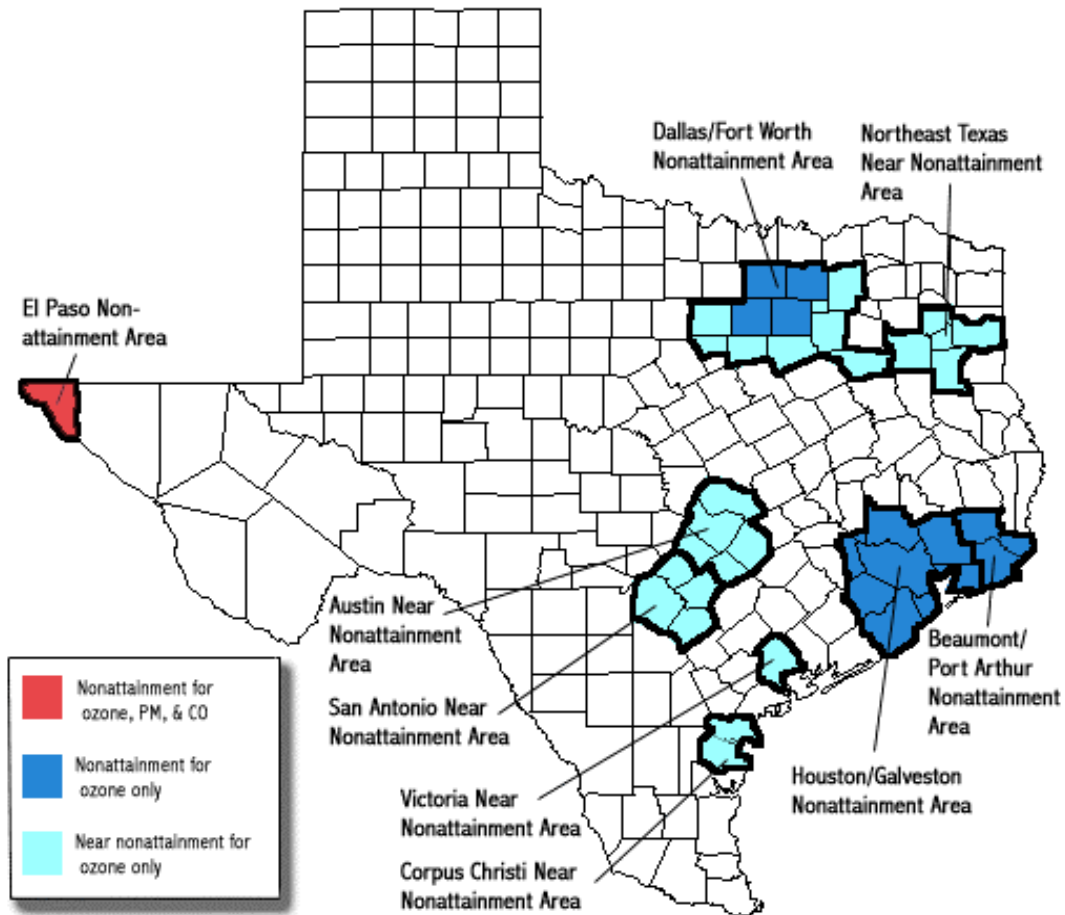 Dallas/Fort Worth
Nonattainment Area
Northeast Texas
Near Nonattainment
Area
El Paso Non-
attainment Area
Austin Near
Nonattainment
Area
San Antonio Near
Nonattainment Area
Victoria Near
Nonattainment Area
Corpus Christi Near
Nonattainment Area
Beaumont/
Port Arthur
Nonattainment
Area
Houston/Galveston
Nonattainment Area
Nonattainment for
ozone, PM, & CO
Nonattainment for
ozone only
Near nonattainment for
ozone only